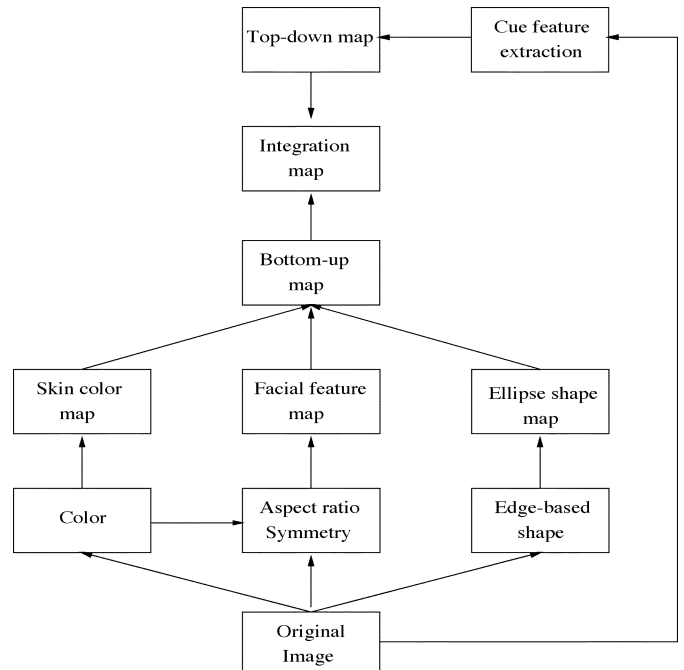 Top-down map
Cue feature
extraction
Integration
map
Bottom-up
map
Skin color
map
Facial feature
map
Ellipse shape
map
Color
Aspect ratio
Symmetry
Edge-based
shape
Original
Image